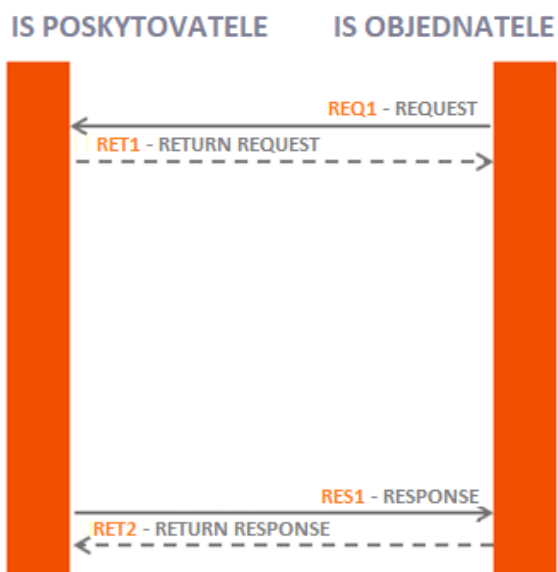 IS POSKYTOVATELE IS OBJEDNATELE
REQ1 - REQUEST
RET1 - RETURN REQUEST
RES1 - RESPONSE
RET2 - RETURN RESPONSE